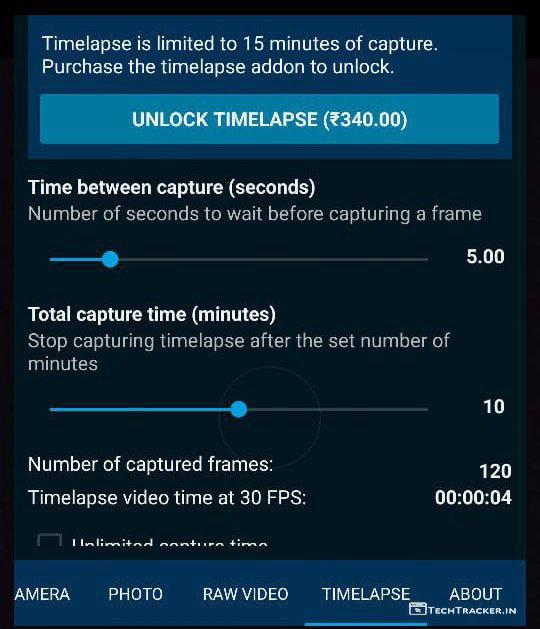 Timelapse is limited to 15 minutes of capture.
Purchase the timelapse addon to unlock.
UNLOCK TIMELAPSE (₹340.00)
Time between capture (seconds)
Number of seconds to wait before capturing a frame
5.00
Total capture time (minutes)
Stop capturing timelapse after the set number of
minutes
10
Number of captured frames: 120
Timelapse video time at 30 FPS: 00:00:04
Unlimited capture time
AMERA PHOTO RAW VIDEO TIMELAPSE ABOUT
TECHTRACKER.IN